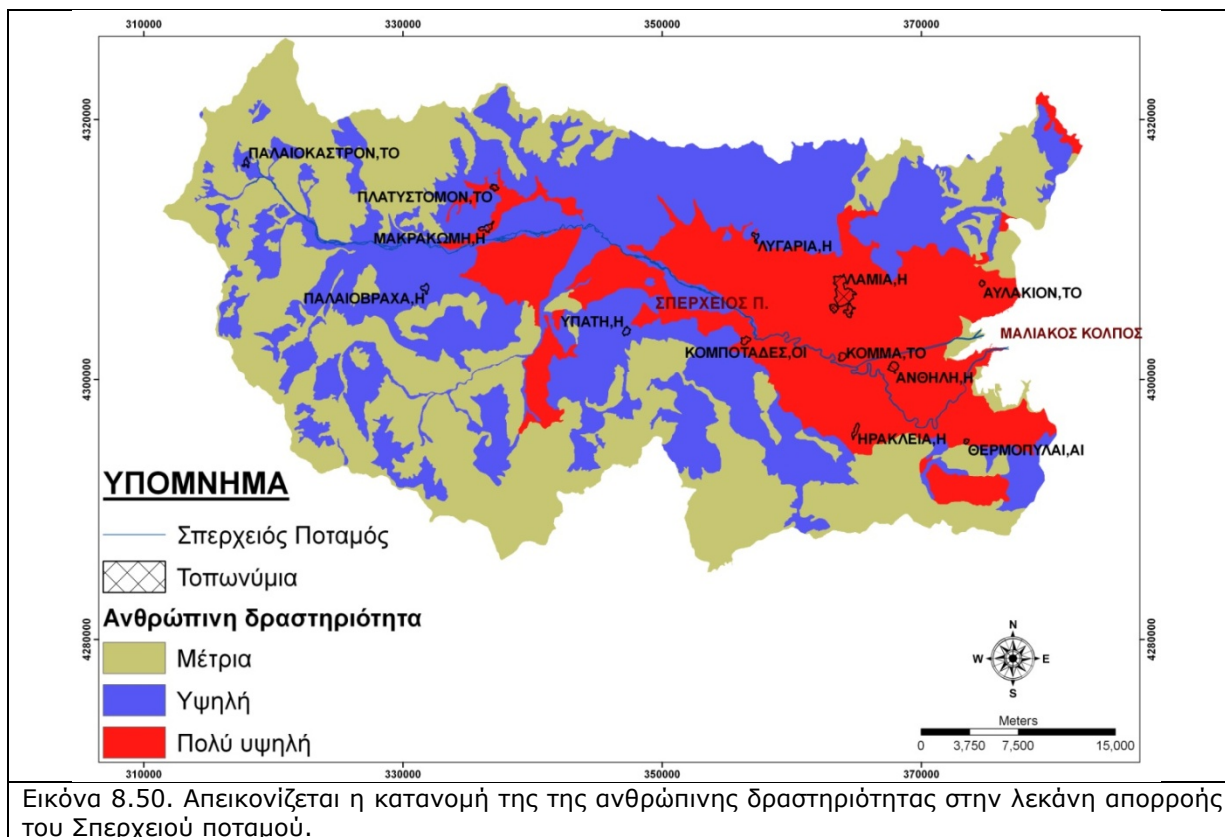 310000
330000
350000
370000
4320000
4320000
ΠΑΛΑΙΟΚΑΣΤΡΟΝ,ΤΟ
ΠΛΑΤΥΣΤΟΜΟΝ,ΤΟ
ΜΑΚΡΑΚΩΜΗ,Η
ΛΥΓΑΡΙΑ,Η
ΛΑΜΙΑ,Η
ΑΥΛΑΚΙΟΝ,ΤΟ
ΠΑΛΑΙΟΒΡΑΧΑ,Η
ΣΠΕΡΧΕΙΟΣ Π.
ΥΠΑΤΗ,Η
ΜΑΛΙΑΚΟΣ ΚΟΛΠΟΣ
ΚΟΜΠΟΤΑΔΕΣ,ΟΙ
ΚΟΜΜΑ,ΤΟ
ΑΝΘΗΛΗ,Η
4300000
4300000
ΗΡΑΚΛΕΙΑ,Η
ΘΕΡΜΟΠΥΛΑΙ,ΑΙ
ΥΠΟΜΝΗΜΑ
Σπερχειός Ποταμός
Τοπωνύμια
Ανθρώπινη δραστηριότητα
Μέτρια
Υψηλή
Πολύ υψηλή
4280000
4280000
N
W
E
S
Meters
0
3,750
7,500
15,000
310000
330000
350000
370000
Εικόνα 8.50. Απεικονίζεται η κατανομή της της ανθρώπινης δραστηριότητας στην λεκάνη απορροής
του Σπερχειού ποταμού.